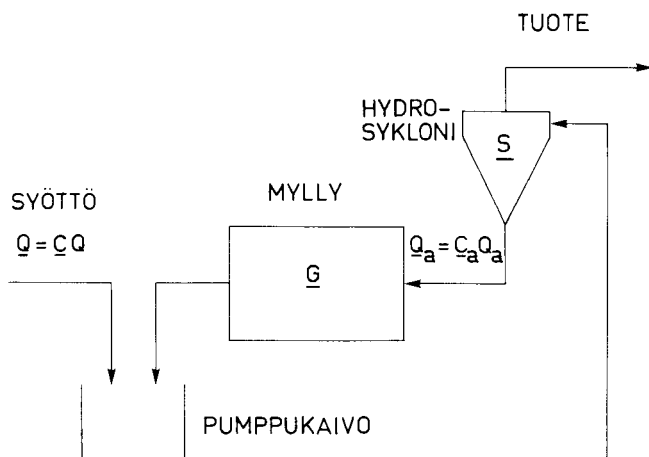 TUOTE
HYDRO-
SYKLONI
S
MYLLY
SYÖTTÖ
Q = C Q
G
Qa = CaQa
PUMPPUKAIVO